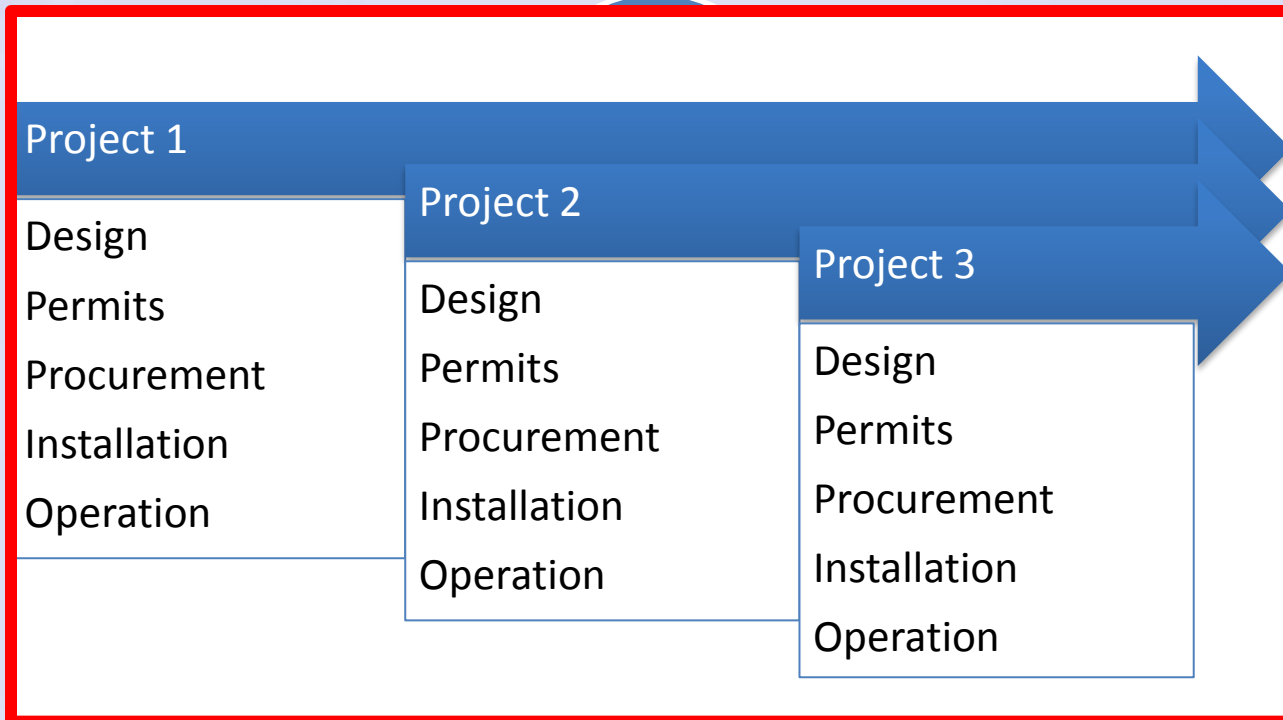 Project 1
Design
Permits
Procurement
Installation
Operation
Project 2
Design
Permits
Procurement
Installation
Operation
Project 3
Design
Permits
Procurement
Installation
Operation